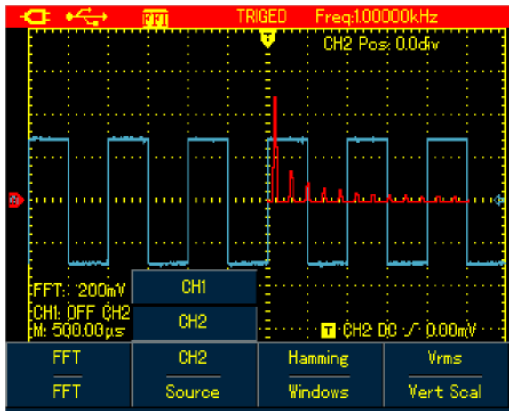 FFT TRIGED Freq:1.00000kHz
T
CH2 Pos: 0.0div
FFT: 200mV
CH1: OFF CH2
M: 500.00µs
CH1
CH2
T CH2 DC 0.00mV
FFT CH2 Hamming Vrms
FFT Source Windows Vert Scal